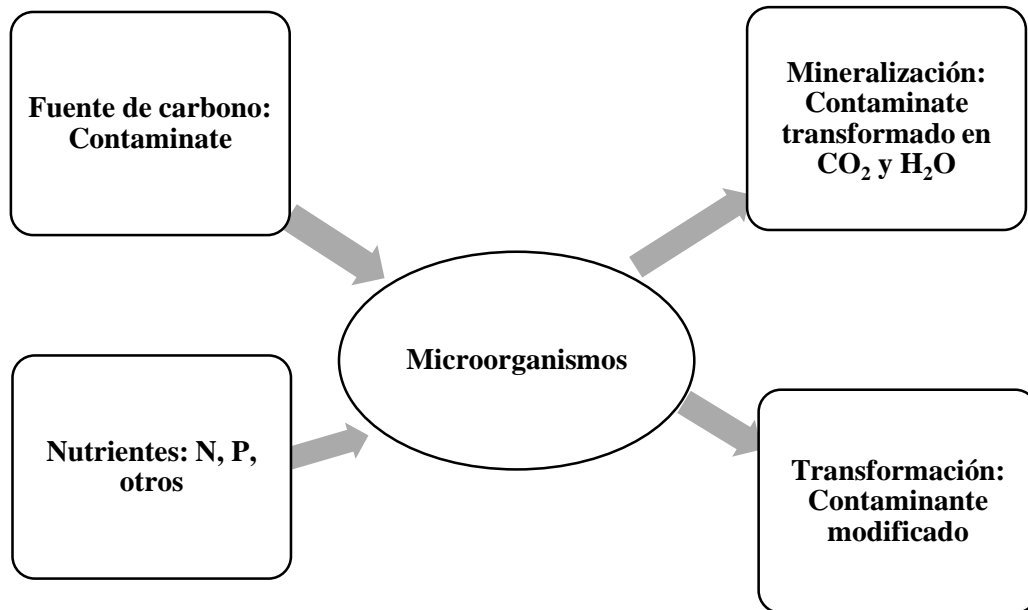 Fuente de carbono:
Contaminate
Mineralización:
Contaminate
transformado en
CO₂ y H₂O
Microorganismos
Nutrientes: N, P,
otros
Transformación:
Contaminante
modificado